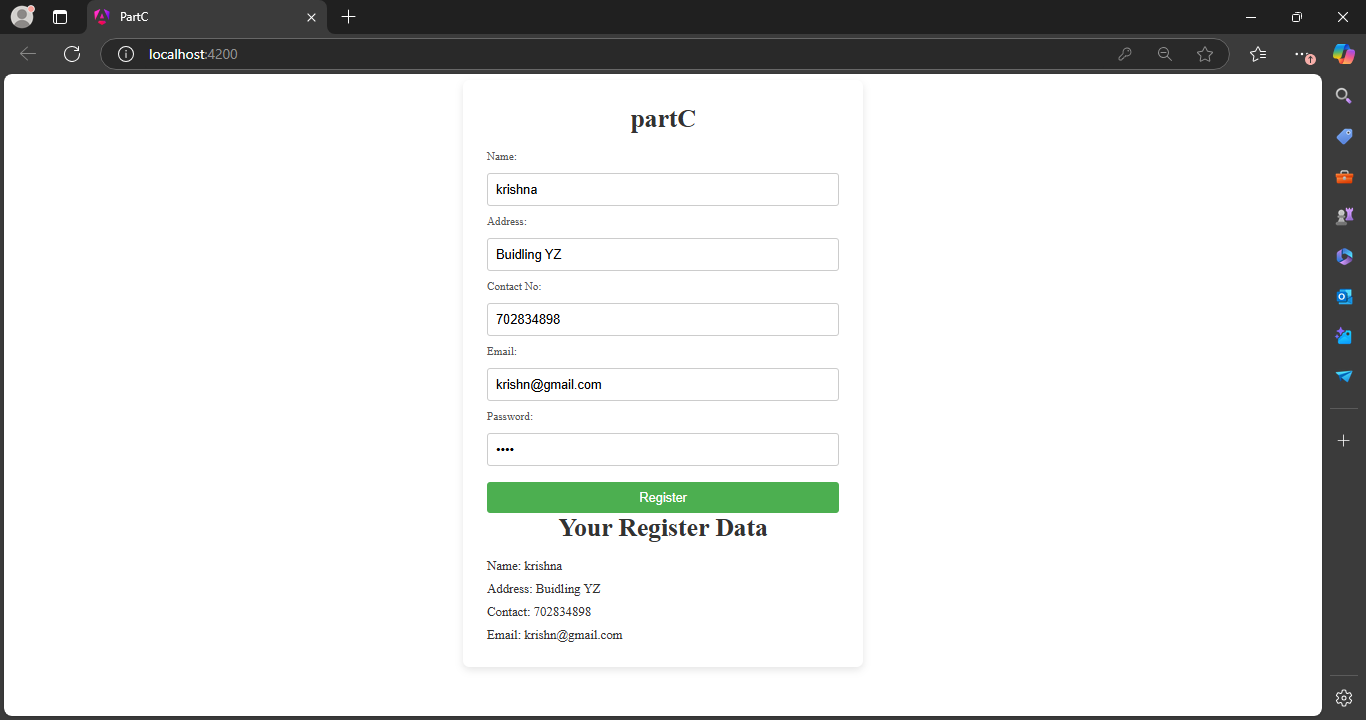 PartC
localhost:4200
partC
Name:
krishna
Address:
Buidling YZ
Contact No:
702834898
Email:
krishn@gmail.com
Password:
••••
Register
Your Register Data
Name: krishna
Address: Buidling YZ
Contact: 702834898
Email: krishn@gmail.com